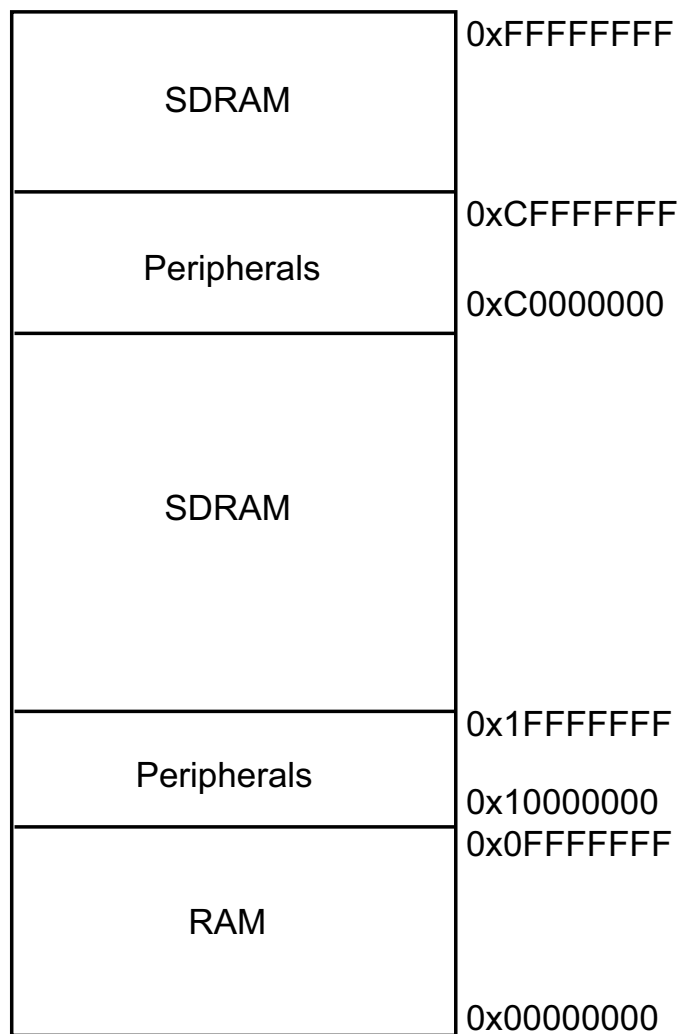 0xFFFFFFFF
SDRAM
0xCFFFFFFF
Peripherals
0xC0000000
SDRAM
0x1FFFFFFF
Peripherals
0x10000000
0x0FFFFFFF
RAM
0x00000000